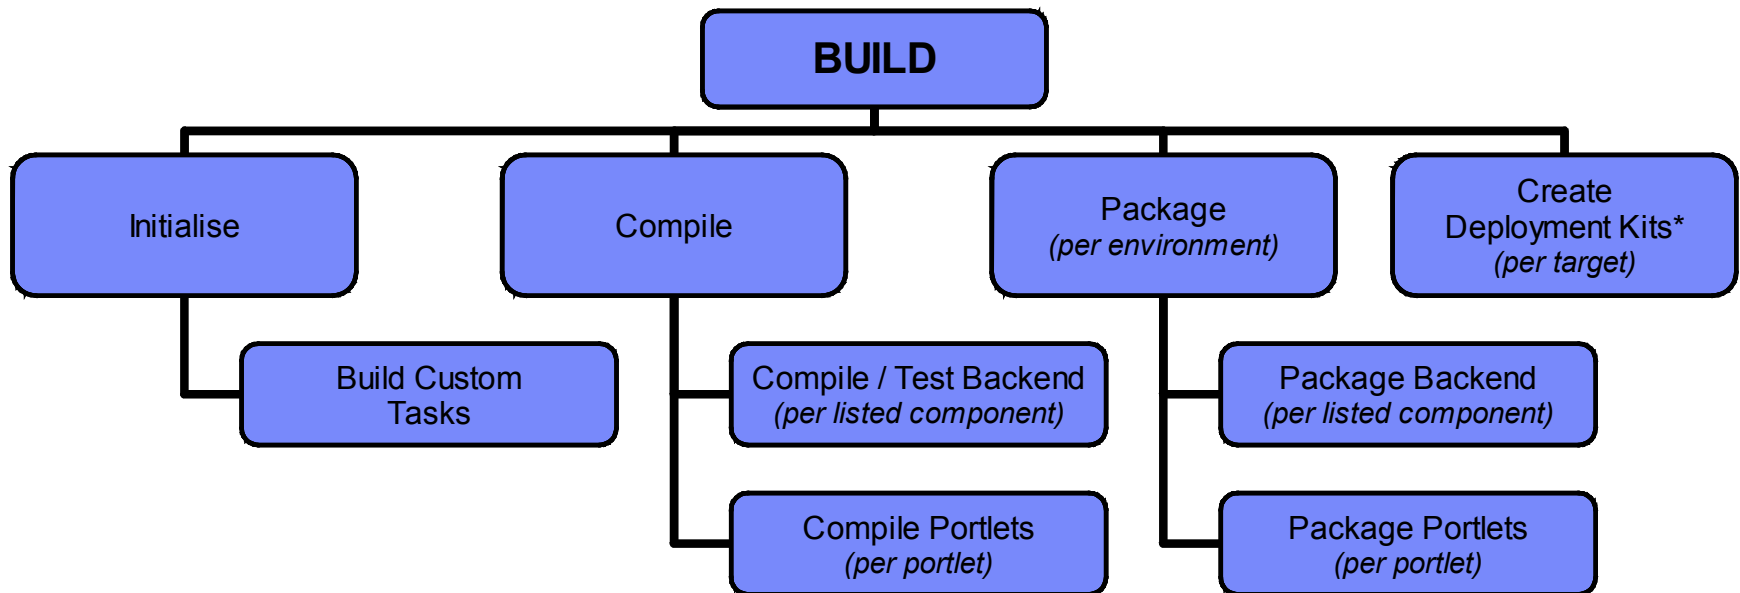 BUILD
Initialise
Compile
Package
(per environment)
Create
Deployment Kits*
(per target)
Build Custom
Tasks
Compile / Test Backend
(per listed component)
Package Backend
(per listed component)
Compile Portlets
(per portlet)
Package Portlets
(per portlet)